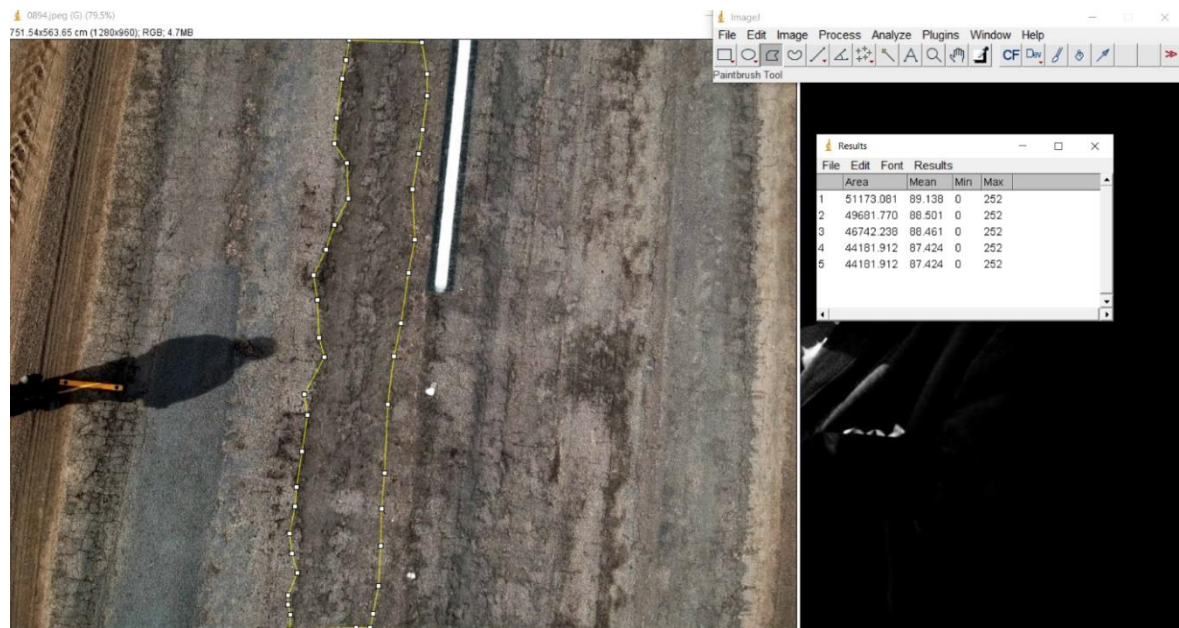 0894.jpeg (G) (79.5%)
751.54x563.65 cm (1280x960); RGB; 4.7MB
ImageJ
File Edit Image Process Analyze Plugins Window Help
A CF Dev
Paintbrush Tool
Results
File Edit Font Results
Area Mean Min Max
1 51173.081 89.138 0 252
2 49681.770 88.501 0 252
3 46742.238 88.461 0 252
4 44181.912 87.424 0 252
5 44181.912 87.424 0 252